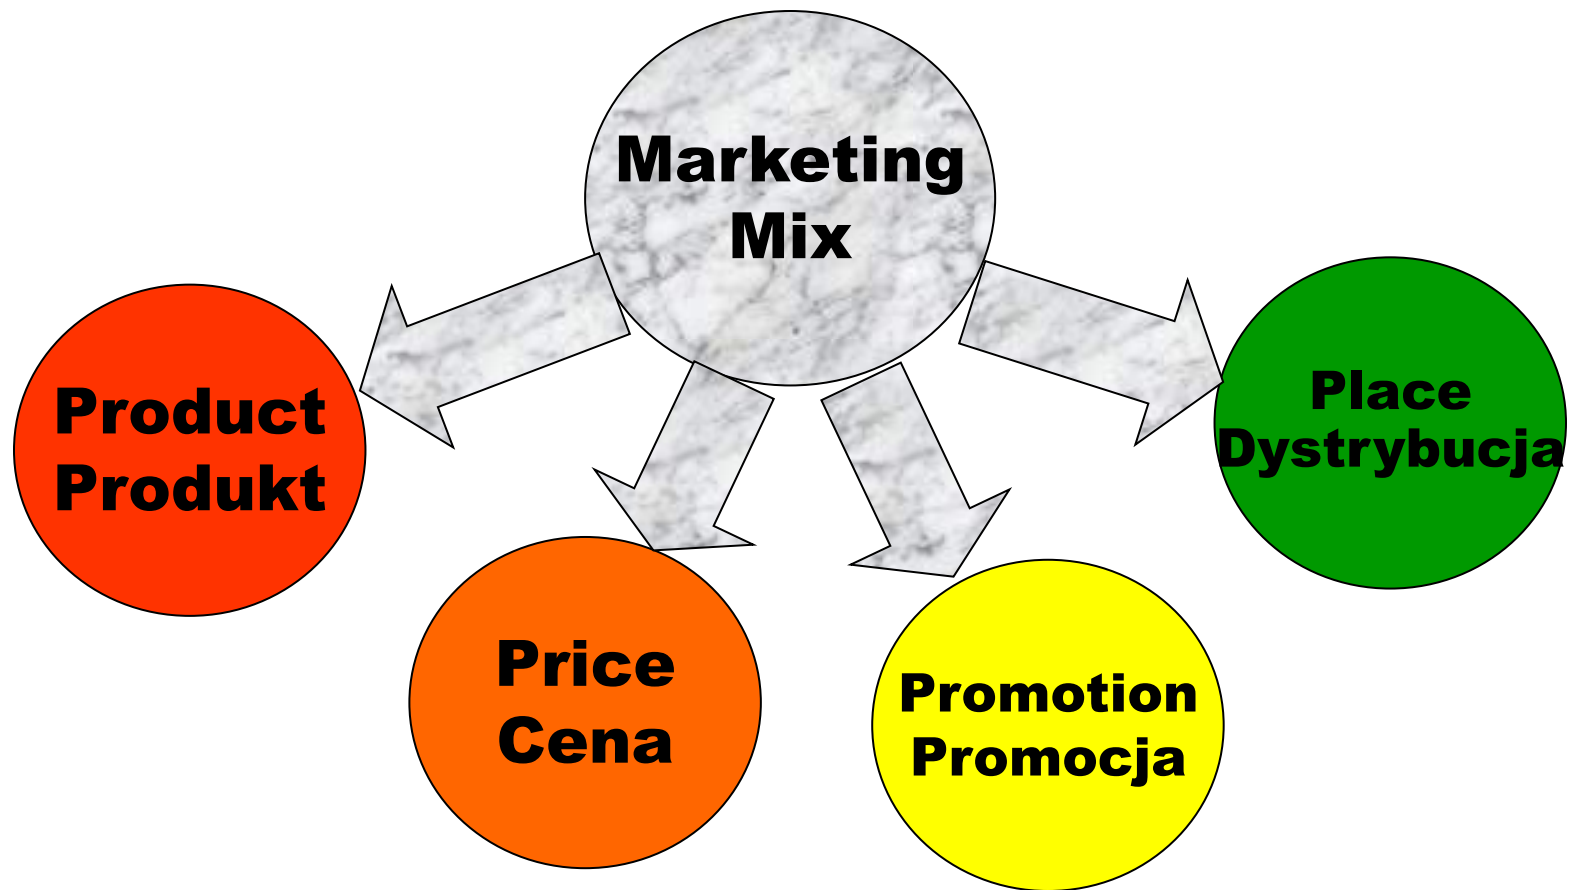 Marketing
Mix
Product
Produkt
Price
Cena
Promotion
Promocja
Place
Dystrybucja